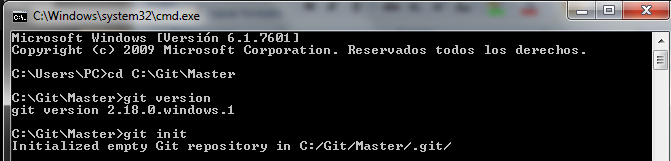 C:\Windows\system32\cmd.exe
Microsoft Windows [Versión 6.1.7601]
Copyright (c) 2009 Microsoft Corporation. Reservados todos los derechos.
C:\Users\PC>cd C:\Git\Master
C:\Git\Master>git version
git version 2.18.0.windows.1
C:\Git\Master>git init
Initialized empty Git repository in C:/Git/Master/.git/